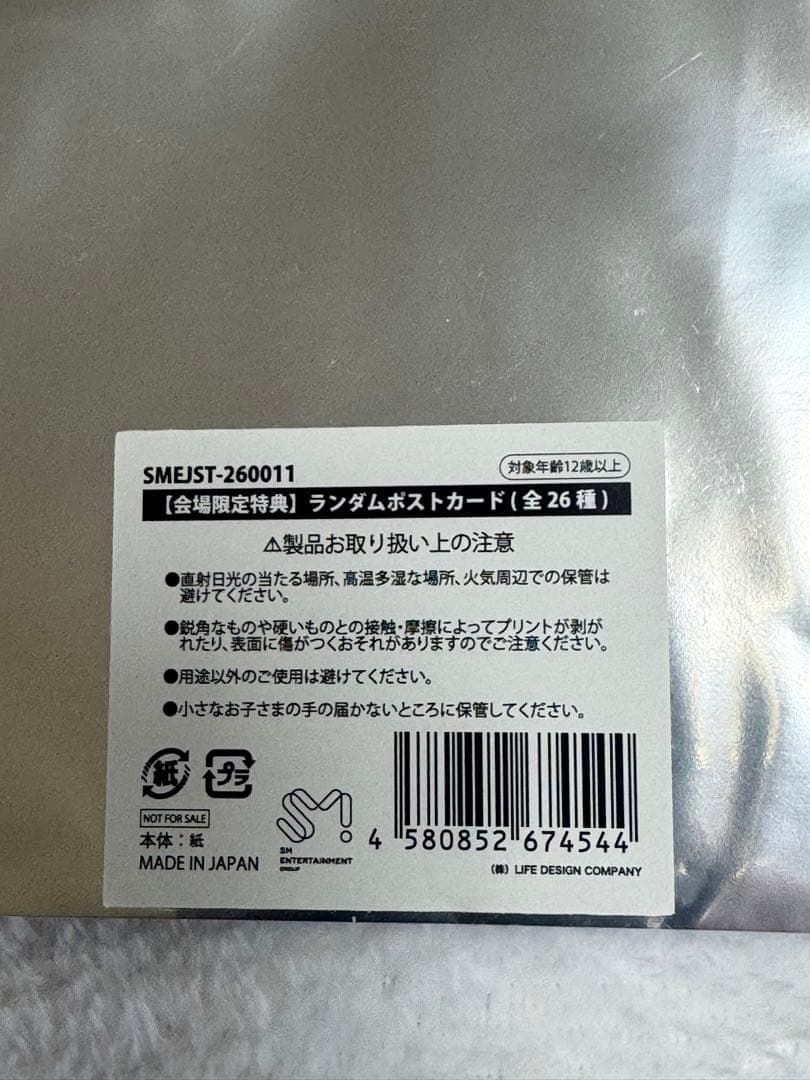 SMEJST-260011
対象年齢12歳以上
【会場限定特典】ランダムポストカード(全26種)
⚠製品お取り扱い上の注意
●直射日光の当たる場所、高温多湿な場所、火気周辺での保管は
避けてください。
●鋭角なものや硬いものとの接触・摩擦によってプリントが剥が
れたり、表面に傷がつくおそれがありますのでご注意ください。
●用途以外のご使用は避けてください。
●小さなお子さまの手の届かないところに保管してください。
紙
プラ
NOT FOR SALE
本体:紙
MADE IN JAPAN
SM
SM
ENTERTAINMENT
GROUP
4 580852 674544
(株) LIFE DESIGN COMPANY